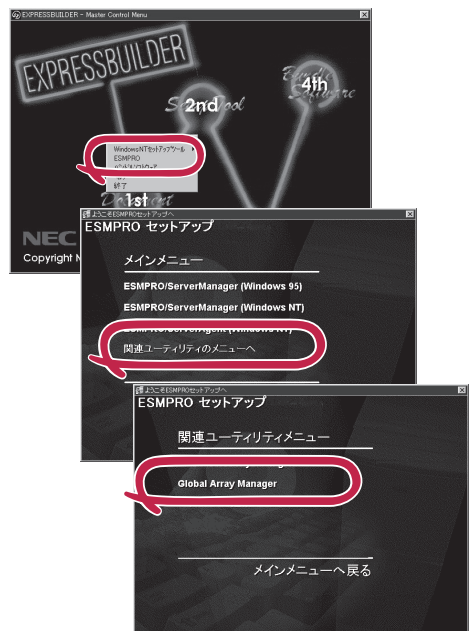 EXPRESSBUILDER - Master Control Menu
EXPRESSBUILDER
4th
2nd
WindowsNTセットアップツール
ESMPRO
終了
1st
NEC
Copyright
ようこそESMPROセットアップへ
ESMPRO セットアップ
メインメニュー
ESMPRO/ServerManager (Windows 95)
ESMPRO/ServerManager (Windows NT)
ESMPRO/ServerAgent (Windows NT)
関連ユーティリティのメニューへ
ようこそESMPROセットアップへ
ESMPRO セットアップ
関連ユーティリティメニュー
Global Array Manager
メインメニューへ戻る